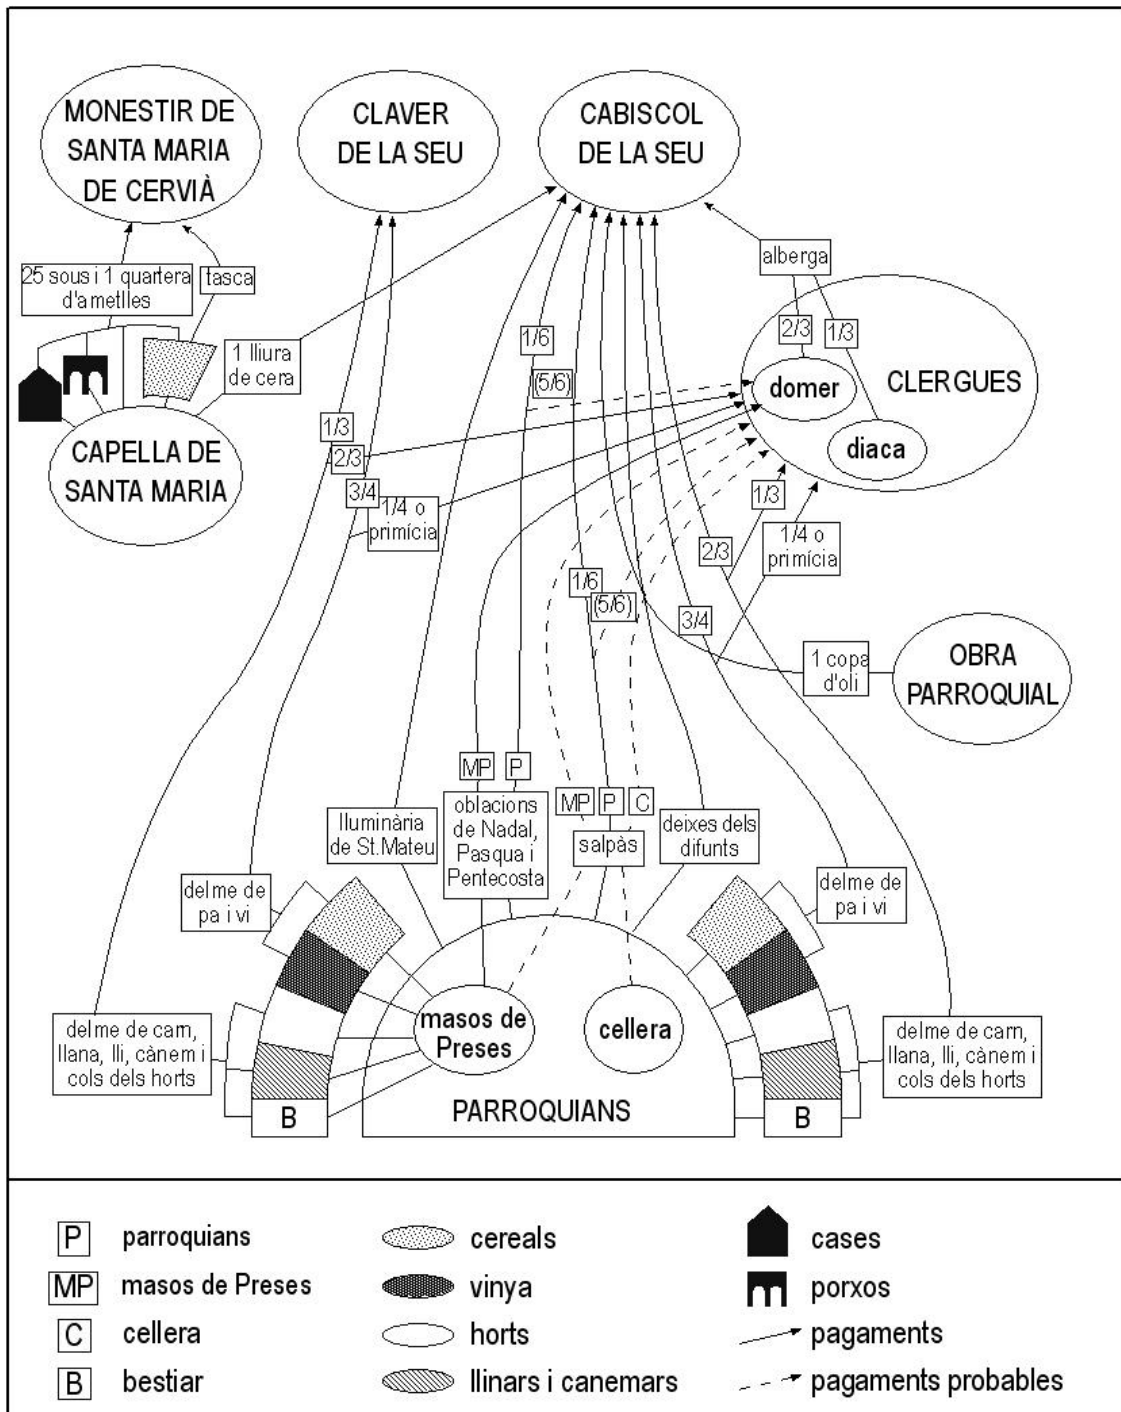 MONESTIR DE
SANTA MARIA
DE CERVIÀ
CLAVER
DE LA SEU
CABISCOL
DE LA SEU
25 sous i 1 quartera
d'ametlles
tasca
alberga
2/3
1/3
1/6
(5/6)
1 lliura
de cera
domer
CLERGUES
diaca
CAPELLA DE
SANTA MARIA
1/3
2/3
3/4
1/4 o
primícia
1/3
1/4 o
primícia
2/3
1/6
(5/6)
3/4
1 copa
d'oli
OBRA
PARROQUIAL
MP
P
MP
P
C
lluminària
de St.Mateu
oblacions
de Nadal,
Pasqua i
Pentecosta
salpàs
deixes dels
difunts
delme de
pa i vi
delme de
pa i vi
delme de carn,
llana, lli, cànem i
cols dels horts
masos de
Preses
cellera
delme de carn,
llana, lli, cànem i
cols dels horts
B
PARROQUIANS
B
P parroquians
cereals
cases
MP masos de Preses
vinya
porxos
C cellera
horts
pagaments
B bestiar
llinars i canemars
pagaments probables